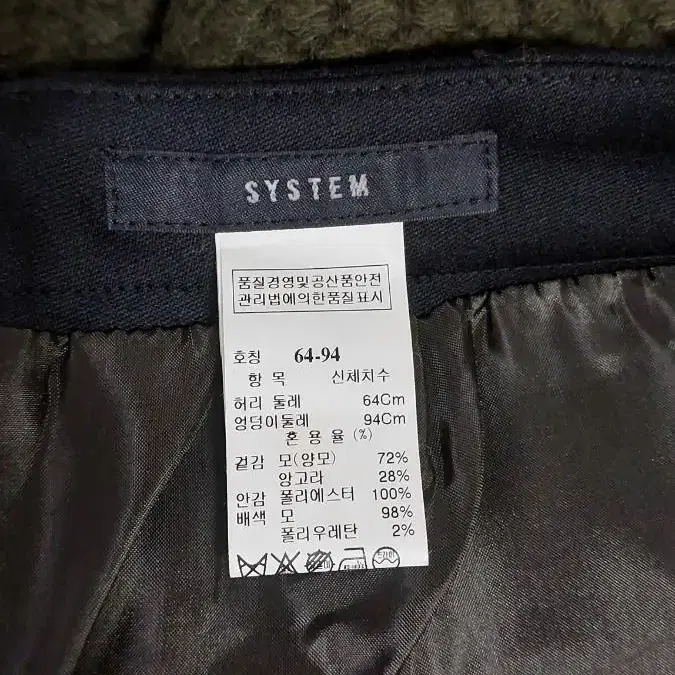 SYSTEM
품질경영및공산품안전
관리법에의한품질표시
호칭 64-94
항 목 신체치수
허리 둘레 64Cm
엉덩이둘레 94Cm
혼 용 율 (%)
겉감 모(양모) 72%
앙고라 28%
안감 폴리에스터 100%
배색 모 98%
폴리우레탄 2%
드라이